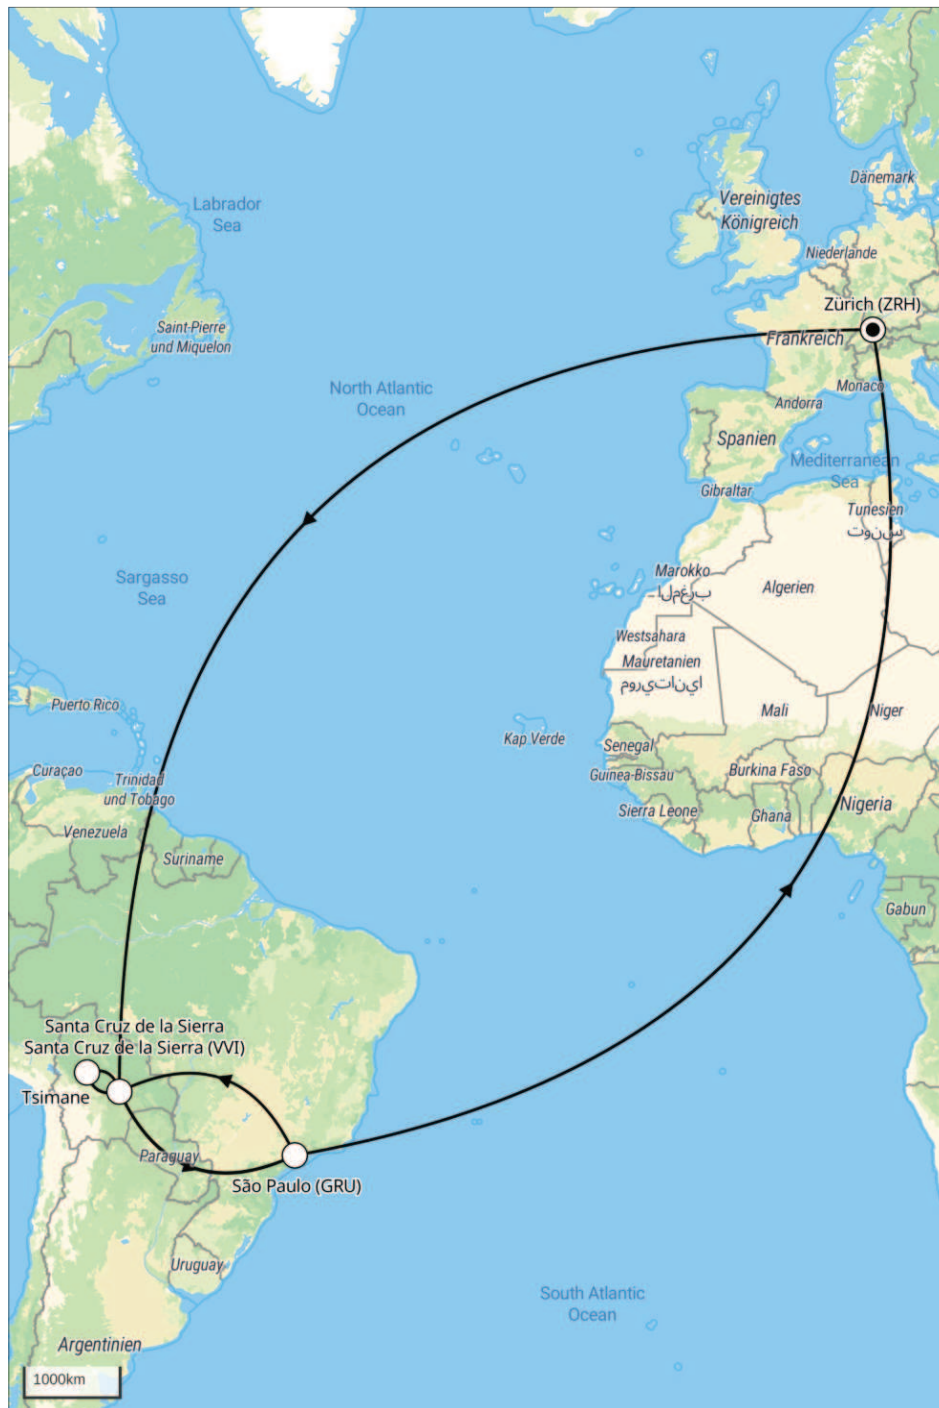 Labrador
Sea
Dänemark
Vereinigtes
Königreich
Niederlande
Zürich (ZRH)
Saint-Pierre
und Miquelon
Frankreich
Monaco
North Atlantic
Ocean
Andorra
Spanien
Mediterranean
Sea
Gibraltar
Tunesien
سنوت
Sargasso
Sea
Marokko
برغملا
Algerien
Westsahara
Mauretanien
ايناتيروم
Puerto Rico
Mali
Niger
Kap Verde
Senegal
Curaçao
Trinidad
und Tobago
Guinea-Bissau
Burkina Faso
Sierra Leone
Ghana
Nigeria
Venezuela
Suriname
Gabun
Santa Cruz de la Sierra
Santa Cruz de la Sierra (VVI)
Tsimane
Paraguay
São Paulo (GRU)
Uruguay
South Atlantic
Ocean
Argentinien
1000km